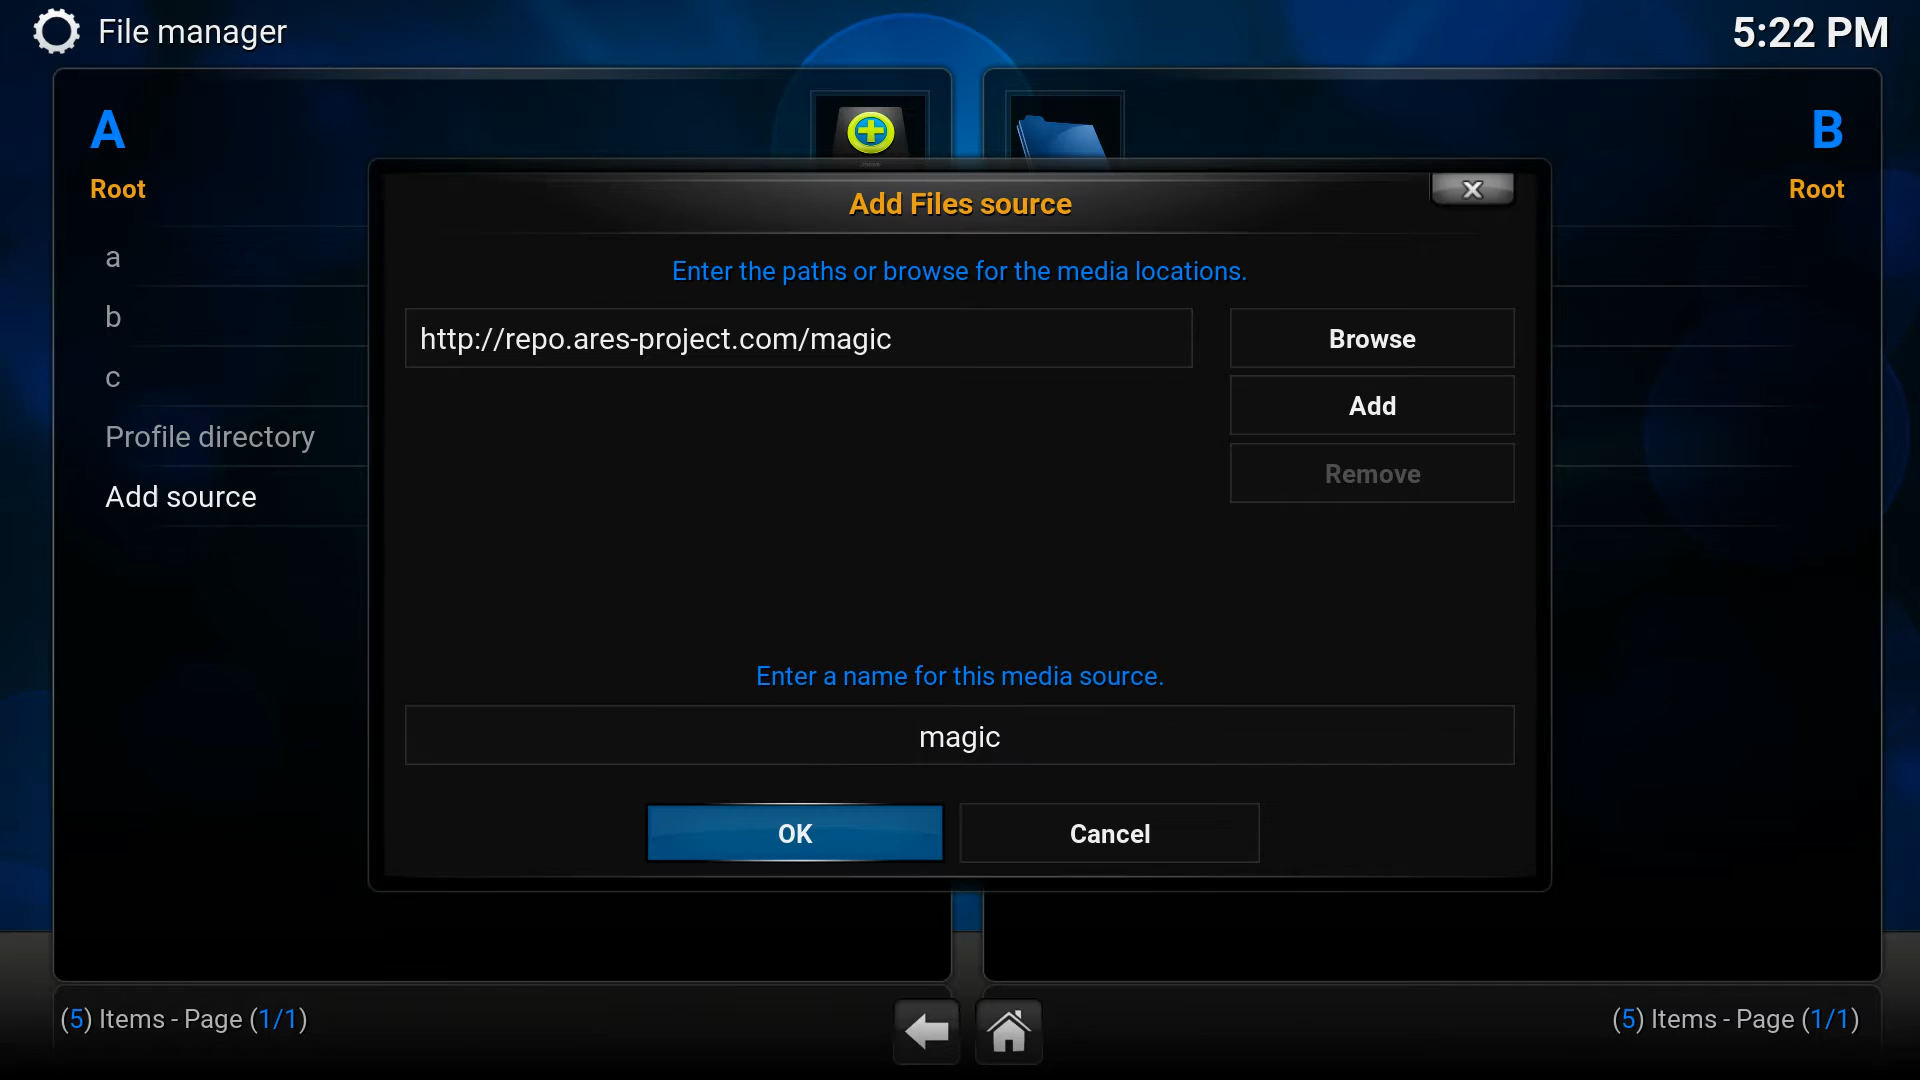 File manager
5:22 PM
A
B
Root
Root
a
b
c
Profile directory
Add source
Add Files source
Enter the paths or browse for the media locations.
http://repo.ares-project.com/magic
Browse
Add
Remove
Enter a name for this media source.
magic
OK
Cancel
(5) Items - Page (1/1)
(5) Items - Page (1/1)